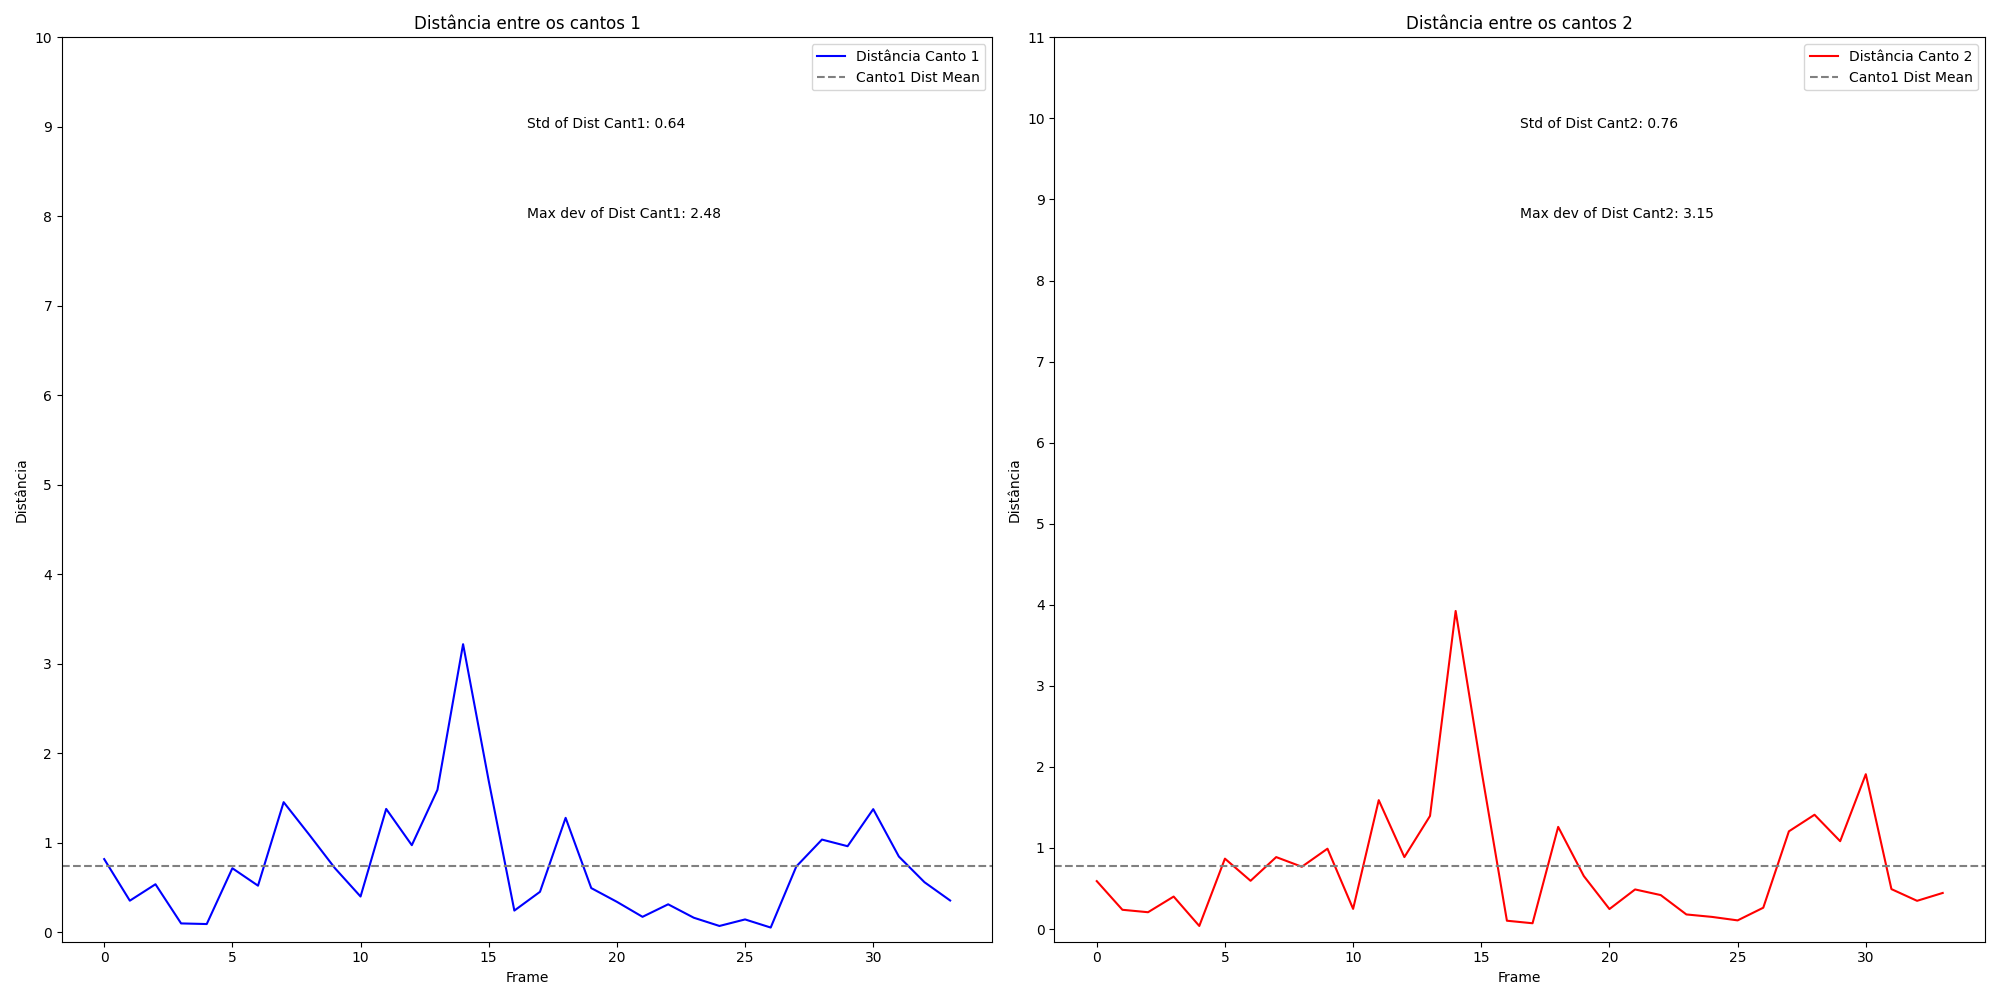 Distância entre os cantos 1
10
9
8
7
6
5
4
3
2
1
0
Distância
Distância Canto 1
Canto1 Dist Mean
Std of Dist Cant1: 0.64
Max dev of Dist Cant1: 2.48
0 5 10 15 20 25 30
Frame
Distância entre os cantos 2
11
10
9
8
7
6
5
4
3
2
1
0
Distância
Distância Canto 2
Canto1 Dist Mean
Std of Dist Cant2: 0.76
Max dev of Dist Cant2: 3.15
0 5 10 15 20 25 30
Frame